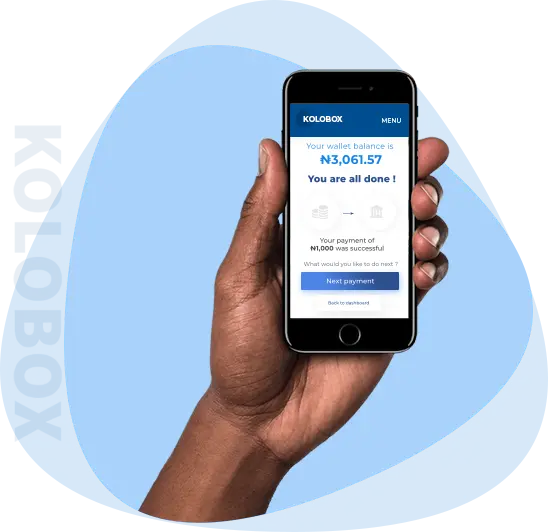 KOLOBOX
KOLOBOX MENU
Your wallet balance is
₦3,061.57
You are all done !
Your payment of
₦1,000 was successful
What would you like to do next ?
Next payment
Back to dashboard